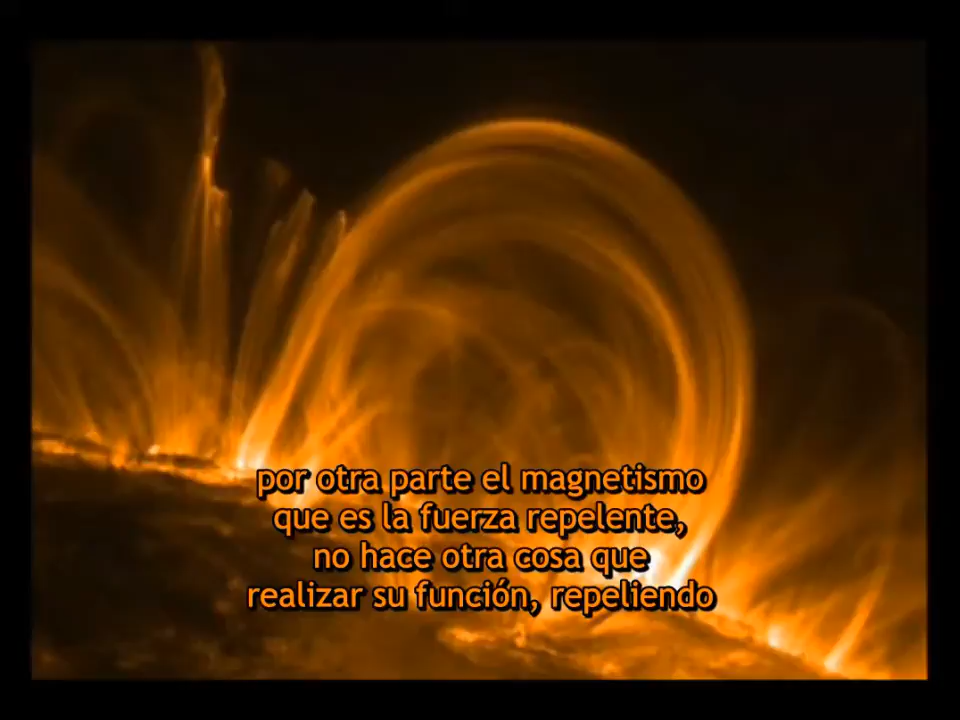 por otra parte el magnetismo
que es la fuerza repelente,
no hace otra cosa que
realizar su función, repeliendo